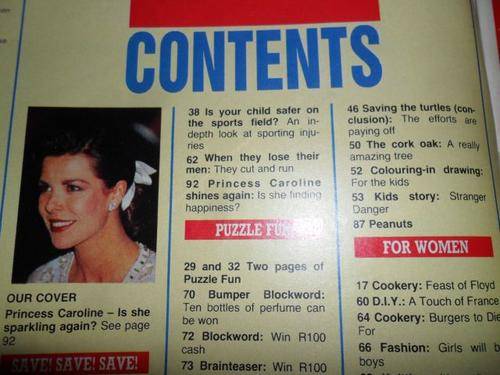 CONTENTS
38 Is your child safer on
the sports field? An in-
depth look at sporting inju-
ries
62 When they lose their
men: They cut and run
92 Princess Caroline
shines again: Is she finding
happiness?
PUZZLE
29 and 32 Two pages of
Puzzle Fun
70 Bumper Blockword:
Ten bottles of perfume can
be won
72 Blockword: Win R100
cash
73 Brainteaser: Win R100
46 Saving the turtles (con-
clusion): The efforts are
paying off
50 The cork oak: A really
amazing tree
52 Colouring-in drawing:
For the kids
53 Kids story: Stranger
Danger
87 Peanuts
FOR WOMEN
17 Cookery: Feast of Floyd
60 D.I.Y.: A Touch of France
64 Cookery: Burgers to Die
For
66 Fashion: Girls will b
boys
OUR COVER
Princess Caroline – Is she
sparkling again? See page
92
SAVE! SAVE! SAVE!